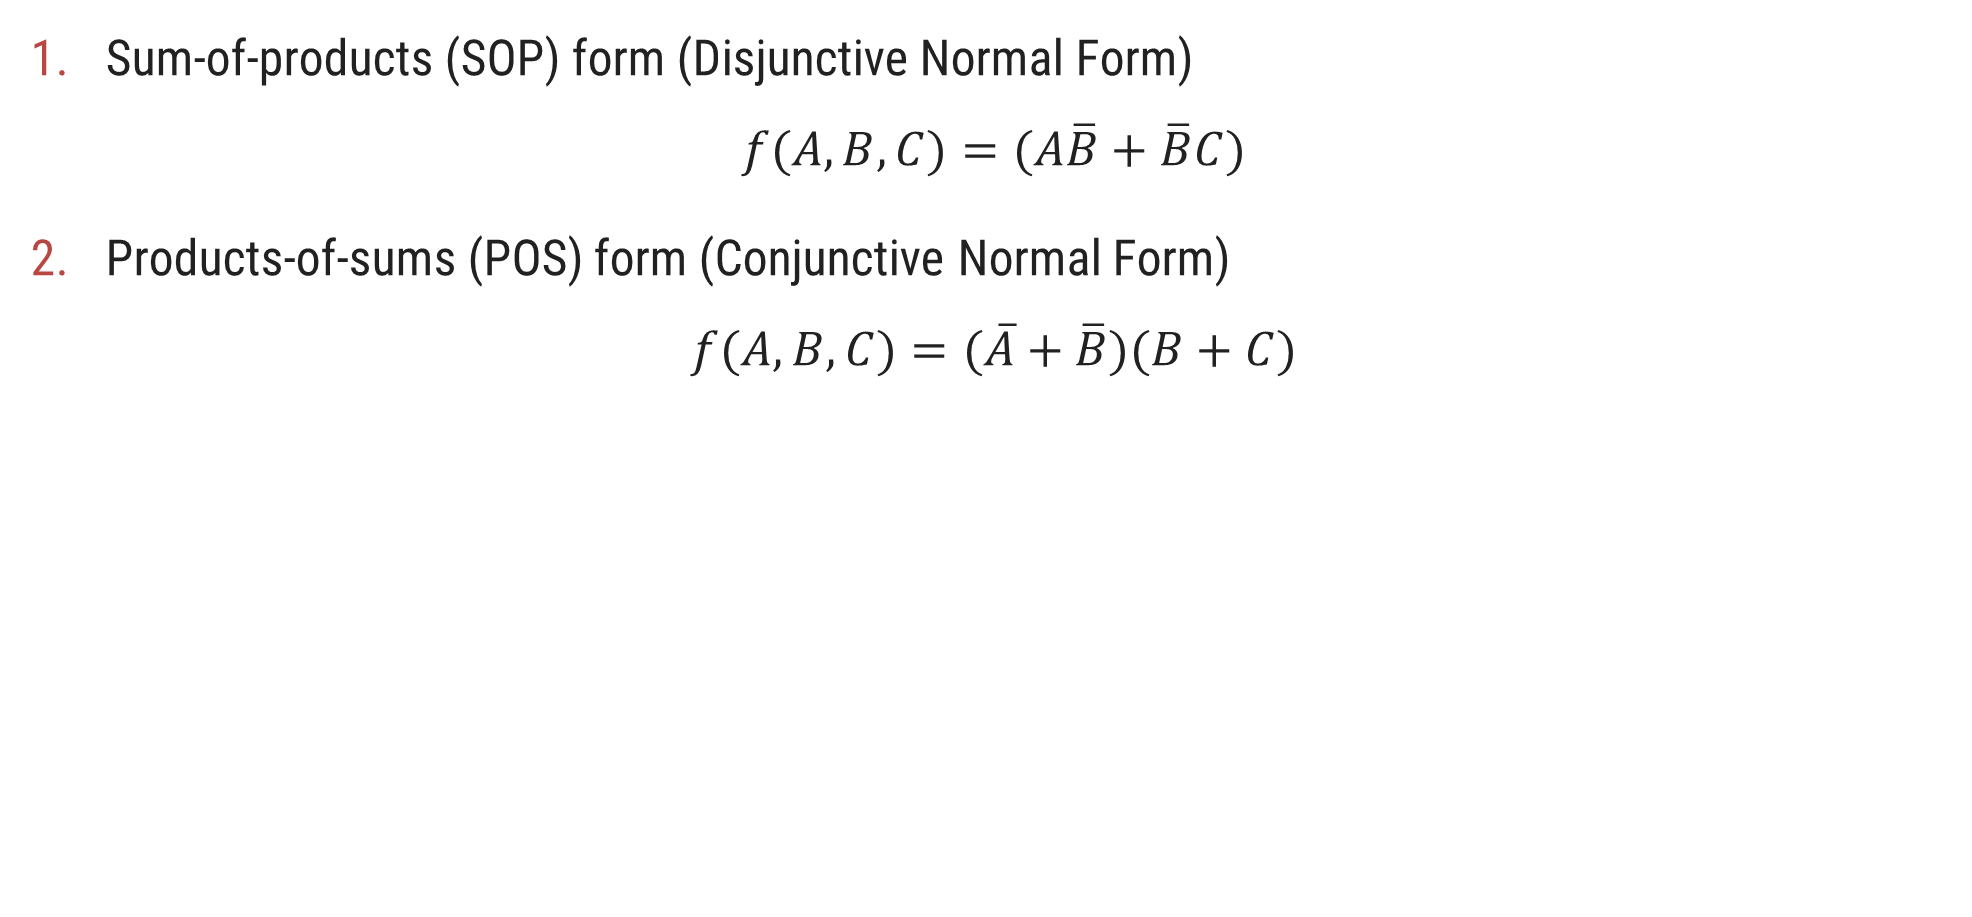 1. Sum-of-products (SOP) form (Disjunctive Normal Form)
f(A, B, C) = (AB̅ + B̅C)
2. Products-of-sums (POS) form (Conjunctive Normal Form)
f(A, B, C) = (A̅ + B̅)(B + C)